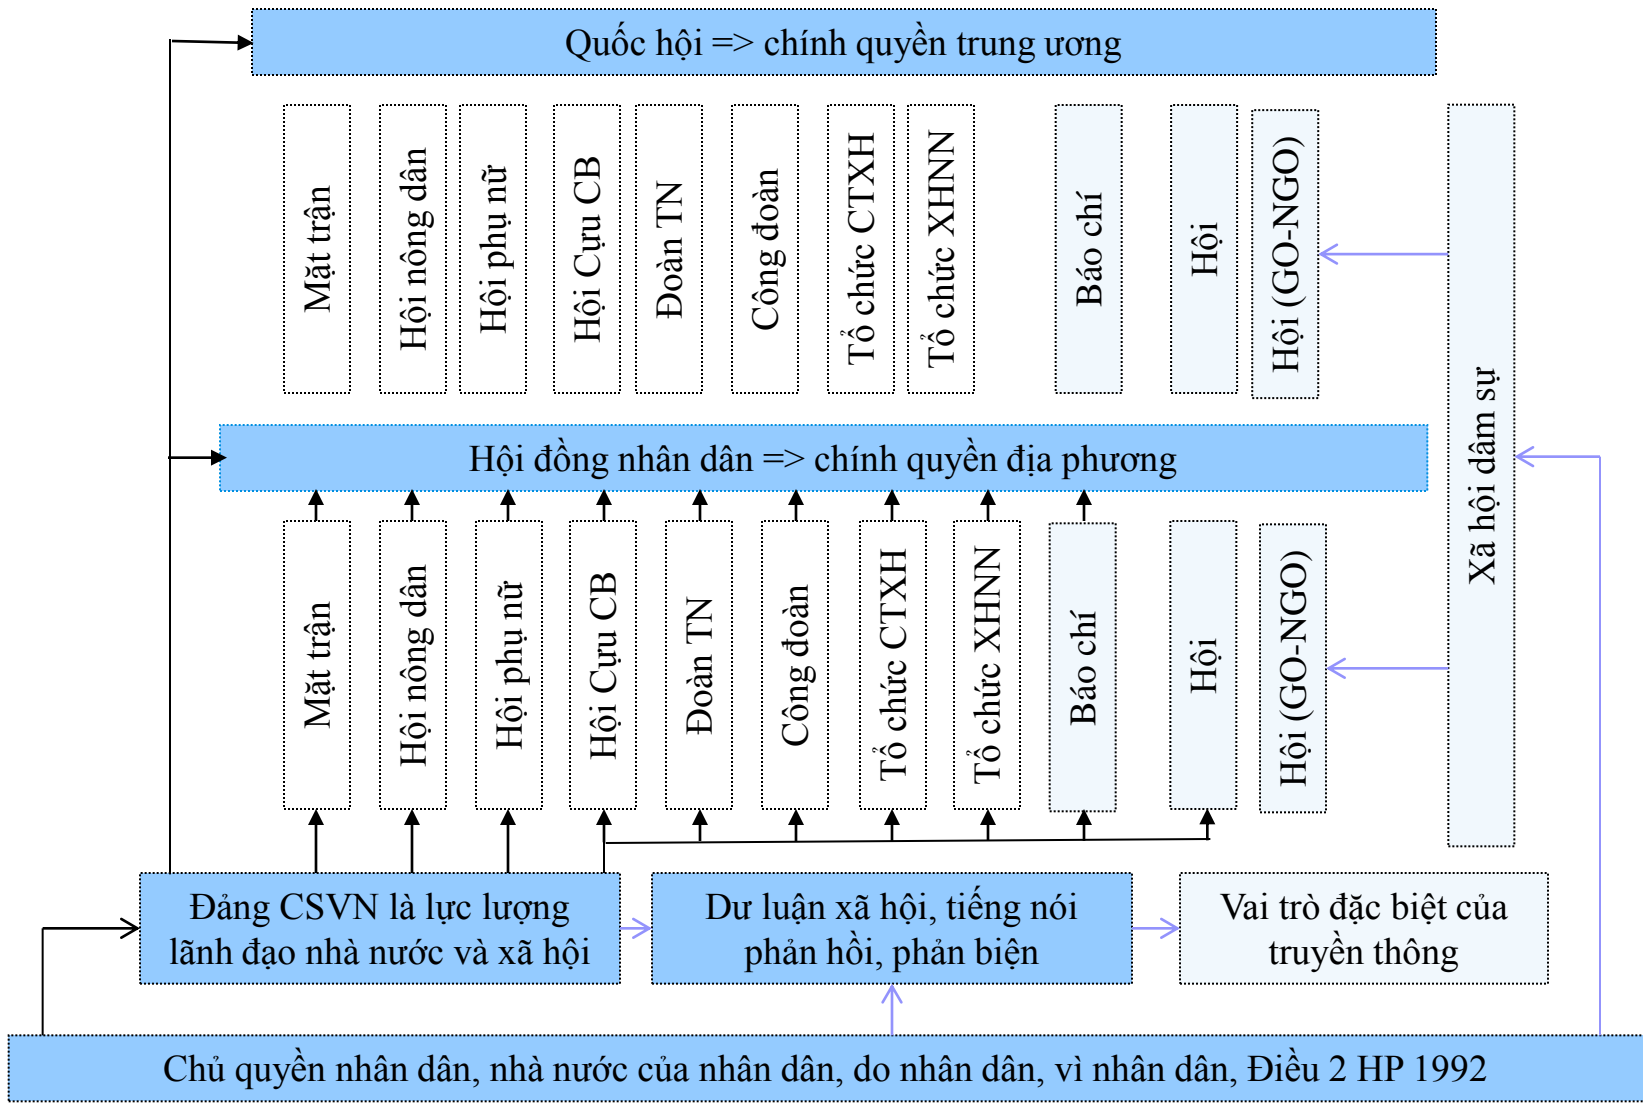 Quốc hội => chính quyền trung ương
Mặt trận
Hội nông dân
Hội phụ nữ
Hội Cựu CB
Đoàn TN
Công đoàn
Tổ chức CTXH
Tổ chức XHNN
Báo chí
Hội
Hội (GO-NGO)
Xã hội dâm sự
Hội đồng nhân dân => chính quyền địa phương
Mặt trận
Hội nông dân
Hội phụ nữ
Hội Cựu CB
Đoàn TN
Công đoàn
Tổ chức CTXH
Tổ chức XHNN
Báo chí
Hội
Hội (GO-NGO)
Đảng CSVN là lực lượng
lãnh đạo nhà nước và xã hội
Dư luận xã hội, tiếng nói
phản hồi, phản biện
Vai trò đặc biệt của
truyền thông
Chủ quyền nhân dân, nhà nước của nhân dân, do nhân dân, vì nhân dân, Điều 2 HP 1992